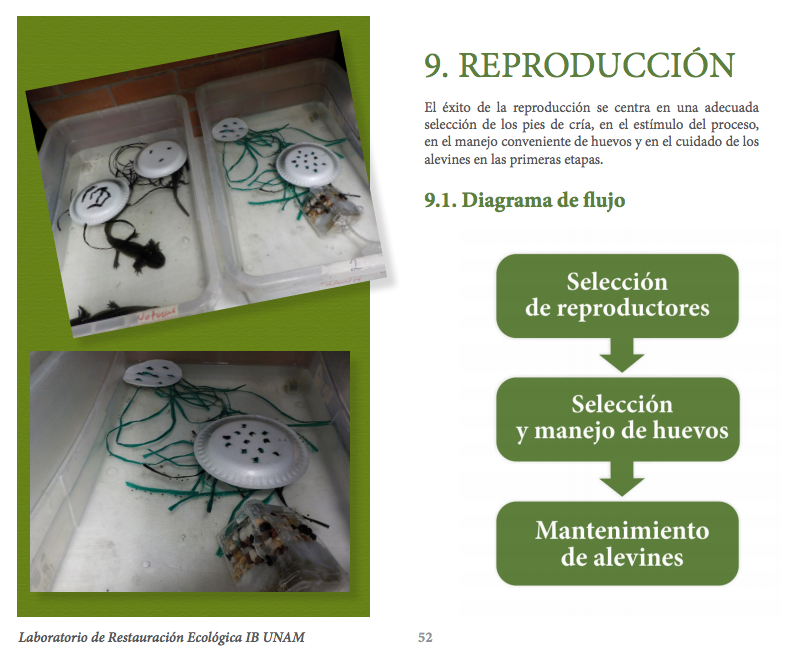 9. REPRODUCCIÓN
El éxito de la reproducción se centra en una adecuada
selección de los pies de cría, en el estímulo del proceso,
en el manejo conveniente de huevos y en el cuidado de los
alevines en las primeras etapas.
9.1. Diagrama de flujo
Selección
de reproductores
Selección
y manejo de huevos
Mantenimiento
de alevines
Laboratorio de Restauración Ecológica IB UNAM
52